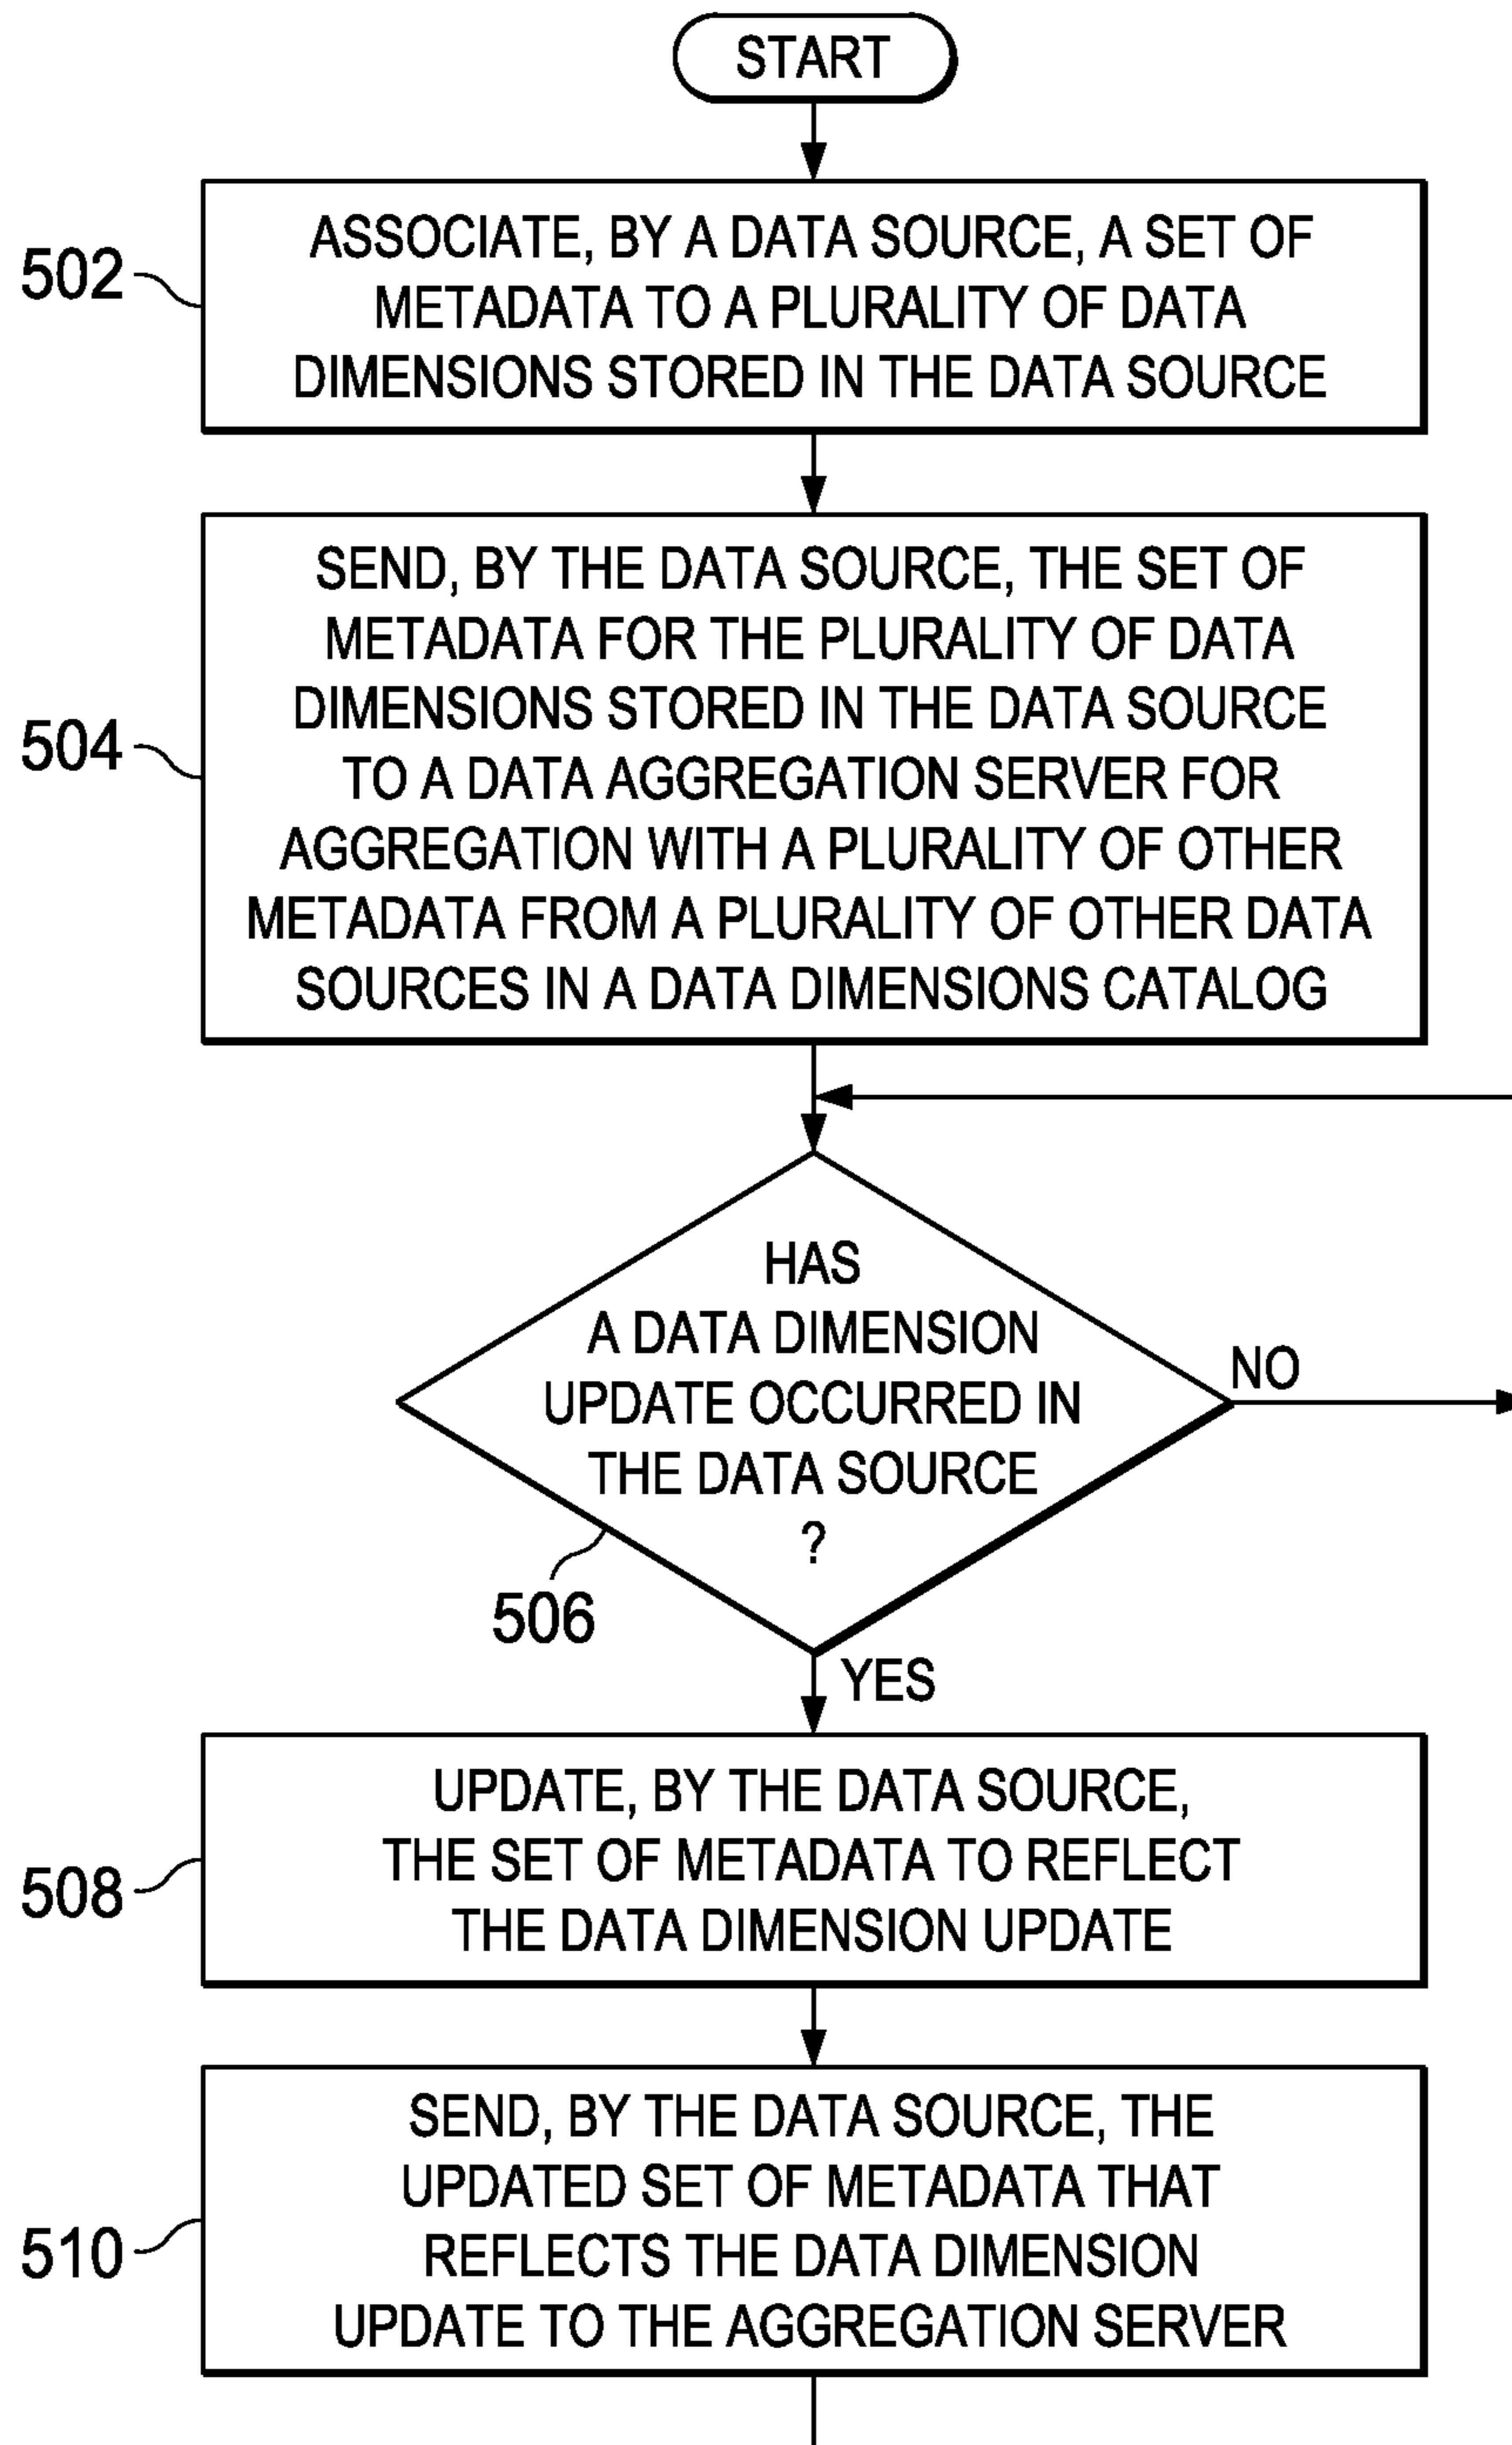 START
502
ASSOCIATE, BY A DATA SOURCE, A SET OF
METADATA TO A PLURALITY OF DATA
DIMENSIONS STORED IN THE DATA SOURCE
504
SEND, BY THE DATA SOURCE, THE SET OF
METADATA FOR THE PLURALITY OF DATA
DIMENSIONS STORED IN THE DATA SOURCE
TO A DATA AGGREGATION SERVER FOR
AGGREGATION WITH A PLURALITY OF OTHER
METADATA FROM A PLURALITY OF OTHER DATA
SOURCES IN A DATA DIMENSIONS CATALOG
HAS
A DATA DIMENSION
UPDATE OCCURRED IN
THE DATA SOURCE
?
NO
506
YES
508
UPDATE, BY THE DATA SOURCE,
THE SET OF METADATA TO REFLECT
THE DATA DIMENSION UPDATE
510
SEND, BY THE DATA SOURCE, THE
UPDATED SET OF METADATA THAT
REFLECTS THE DATA DIMENSION
UPDATE TO THE AGGREGATION SERVER